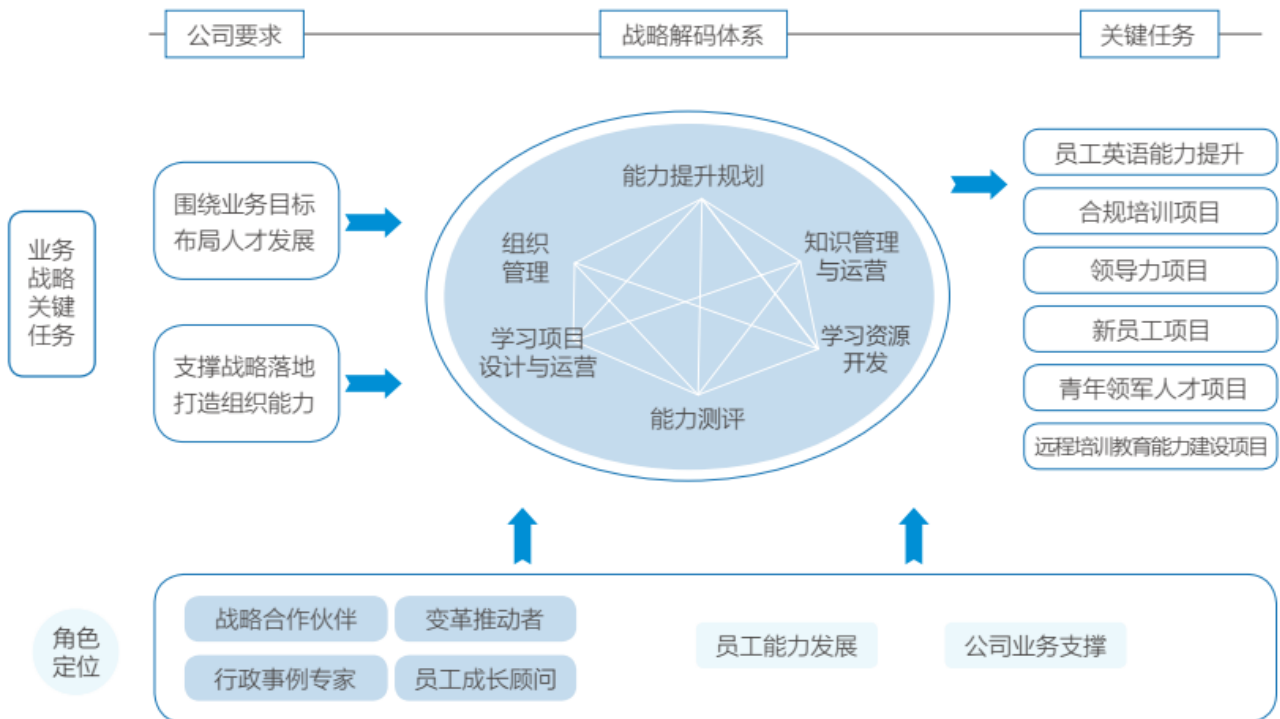 公司要求
战略解码体系
关键任务
业务
战略
关键
任务
围绕业务目标
布局人才发展
支撑战略落地
打造组织能力
能力提升规划
组织
管理
知识管理
与运营
学习项目
设计与运营
学习资源
开发
能力测评
员工英语能力提升
合规培训项目
领导力项目
新员工项目
青年领军人才项目
远程培训教育能力建设项目
角色
定位
战略合作伙伴
变革推动者
行政事例专家
员工成长顾问
员工能力发展
公司业务支撑